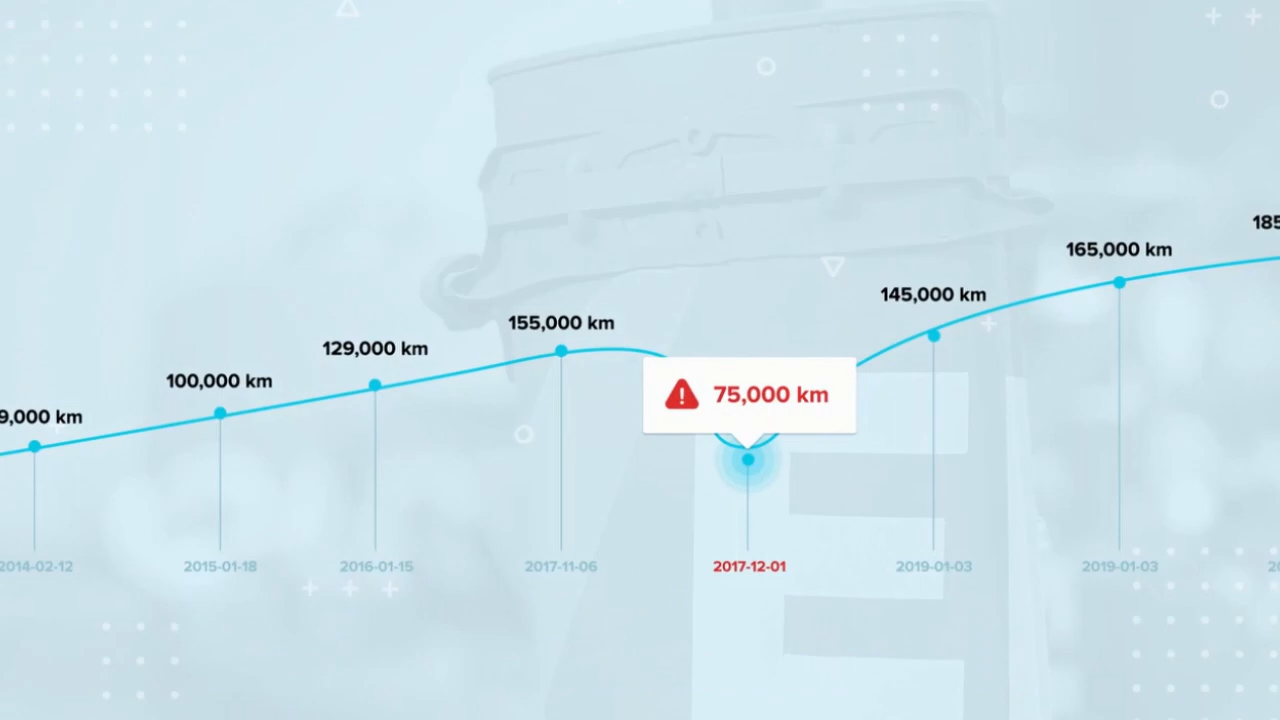 185
165,000 km
145,000 km
155,000 km
129,000 km
100,000 km
9,000 km
75,000 km
2014-02-12
2015-01-18
2016-01-15
2017-11-06
2017-12-01
2019-01-03
2019-01-03
20